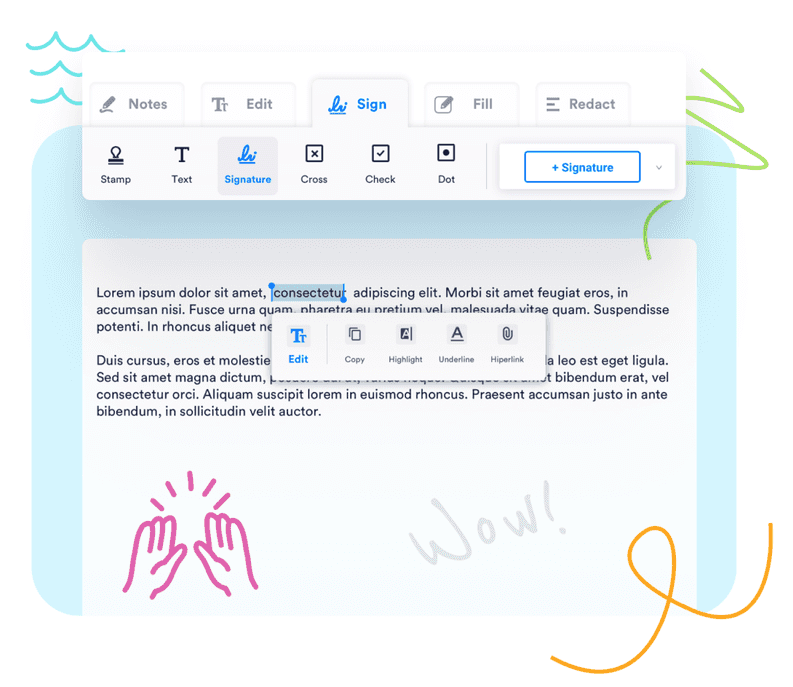 Notes Edit Sign Fill Redact
Stamp Text Signature Cross Check Dot + Signature
Lorem ipsum dolor sit amet, consectetur adipiscing elit. Morbi sit amet feugiat eros, in
accumsan nisi. Fusce urna quam, pharetra eu pretium vel, malesuada vitae quam. Suspendisse
potenti. In rhoncus aliquet ne
Edit Copy Highlight Underline Hiperlink
Duis cursus, eros et molestie la leo est eget ligula.
Sed sit amet magna dictum, bibendum erat, vel
consectetur orci. Aliquam suscipit lorem in euismod rhoncus. Praesent accumsan justo in ante
bibendum, in sollicitudin velit auctor.
Wow!